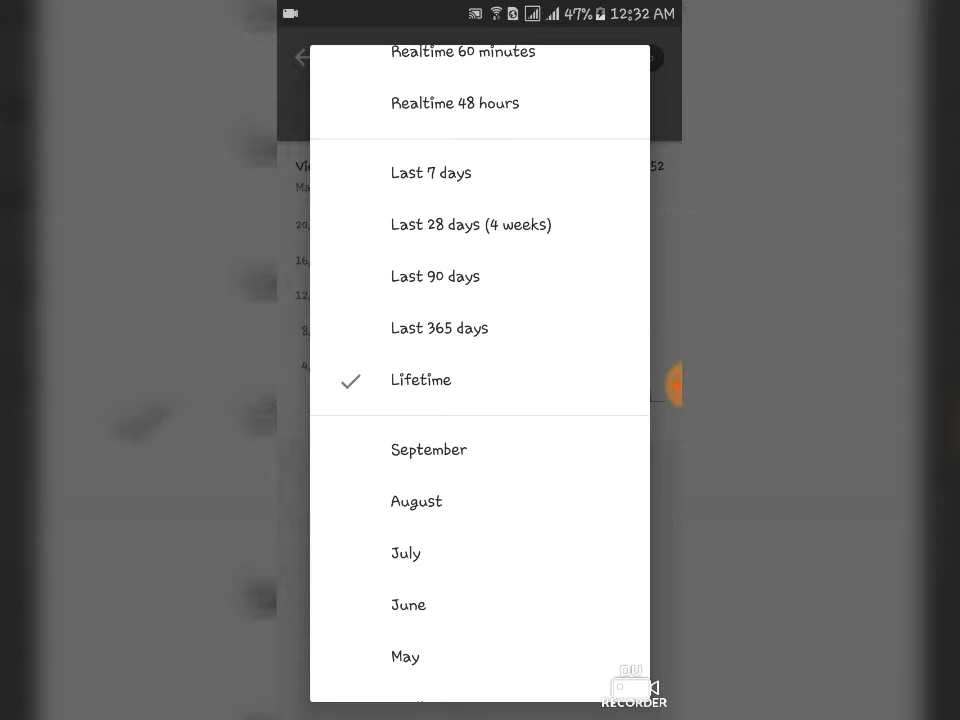 47% 12:32 AM
Realtime 60 minutes
Realtime 48 hours
Last 7 days
Last 28 days (4 weeks)
Last 90 days
Last 365 days
Lifetime
September
August
July
June
May
DU
RECORDER